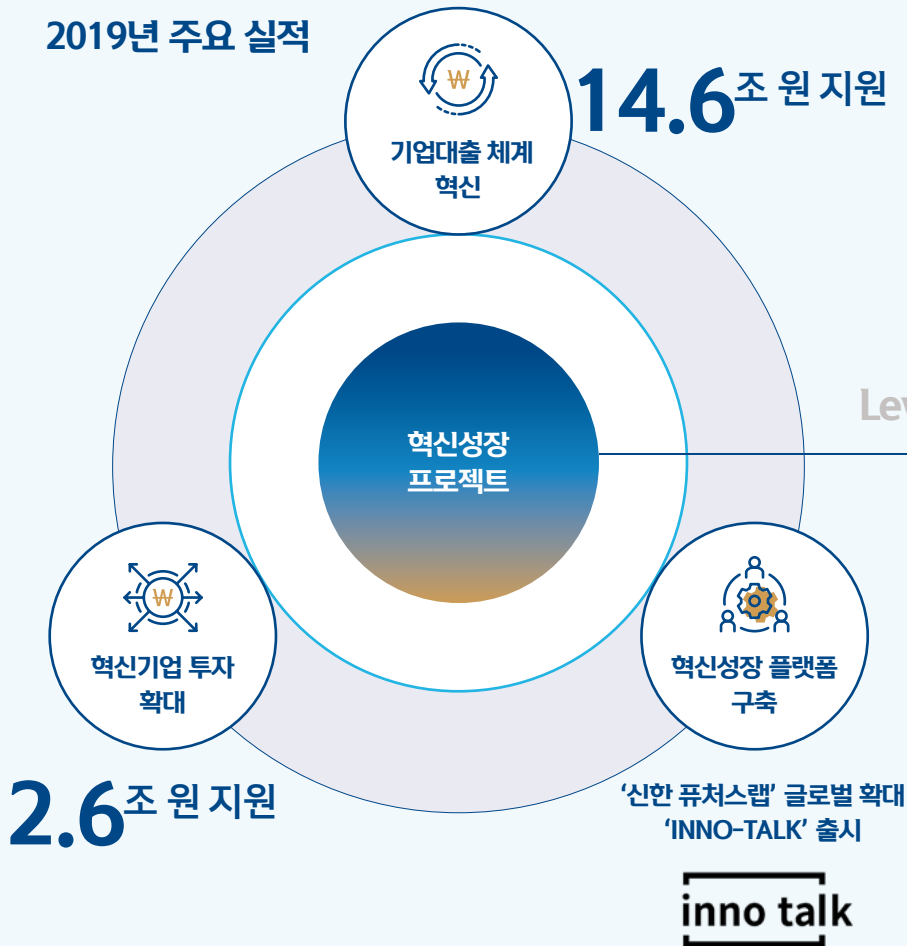 2019년 주요 실적
14.6조 원 지원
₩
기업대출 체계
혁신
Lev
혁신성장
프로젝트
₩
혁신기업 투자
확대
혁신성장 플랫폼
구축
2.6조 원 지원
‘신한 퓨처스랩’ 글로벌 확대
‘INNO-TALK’ 출시
inno talk